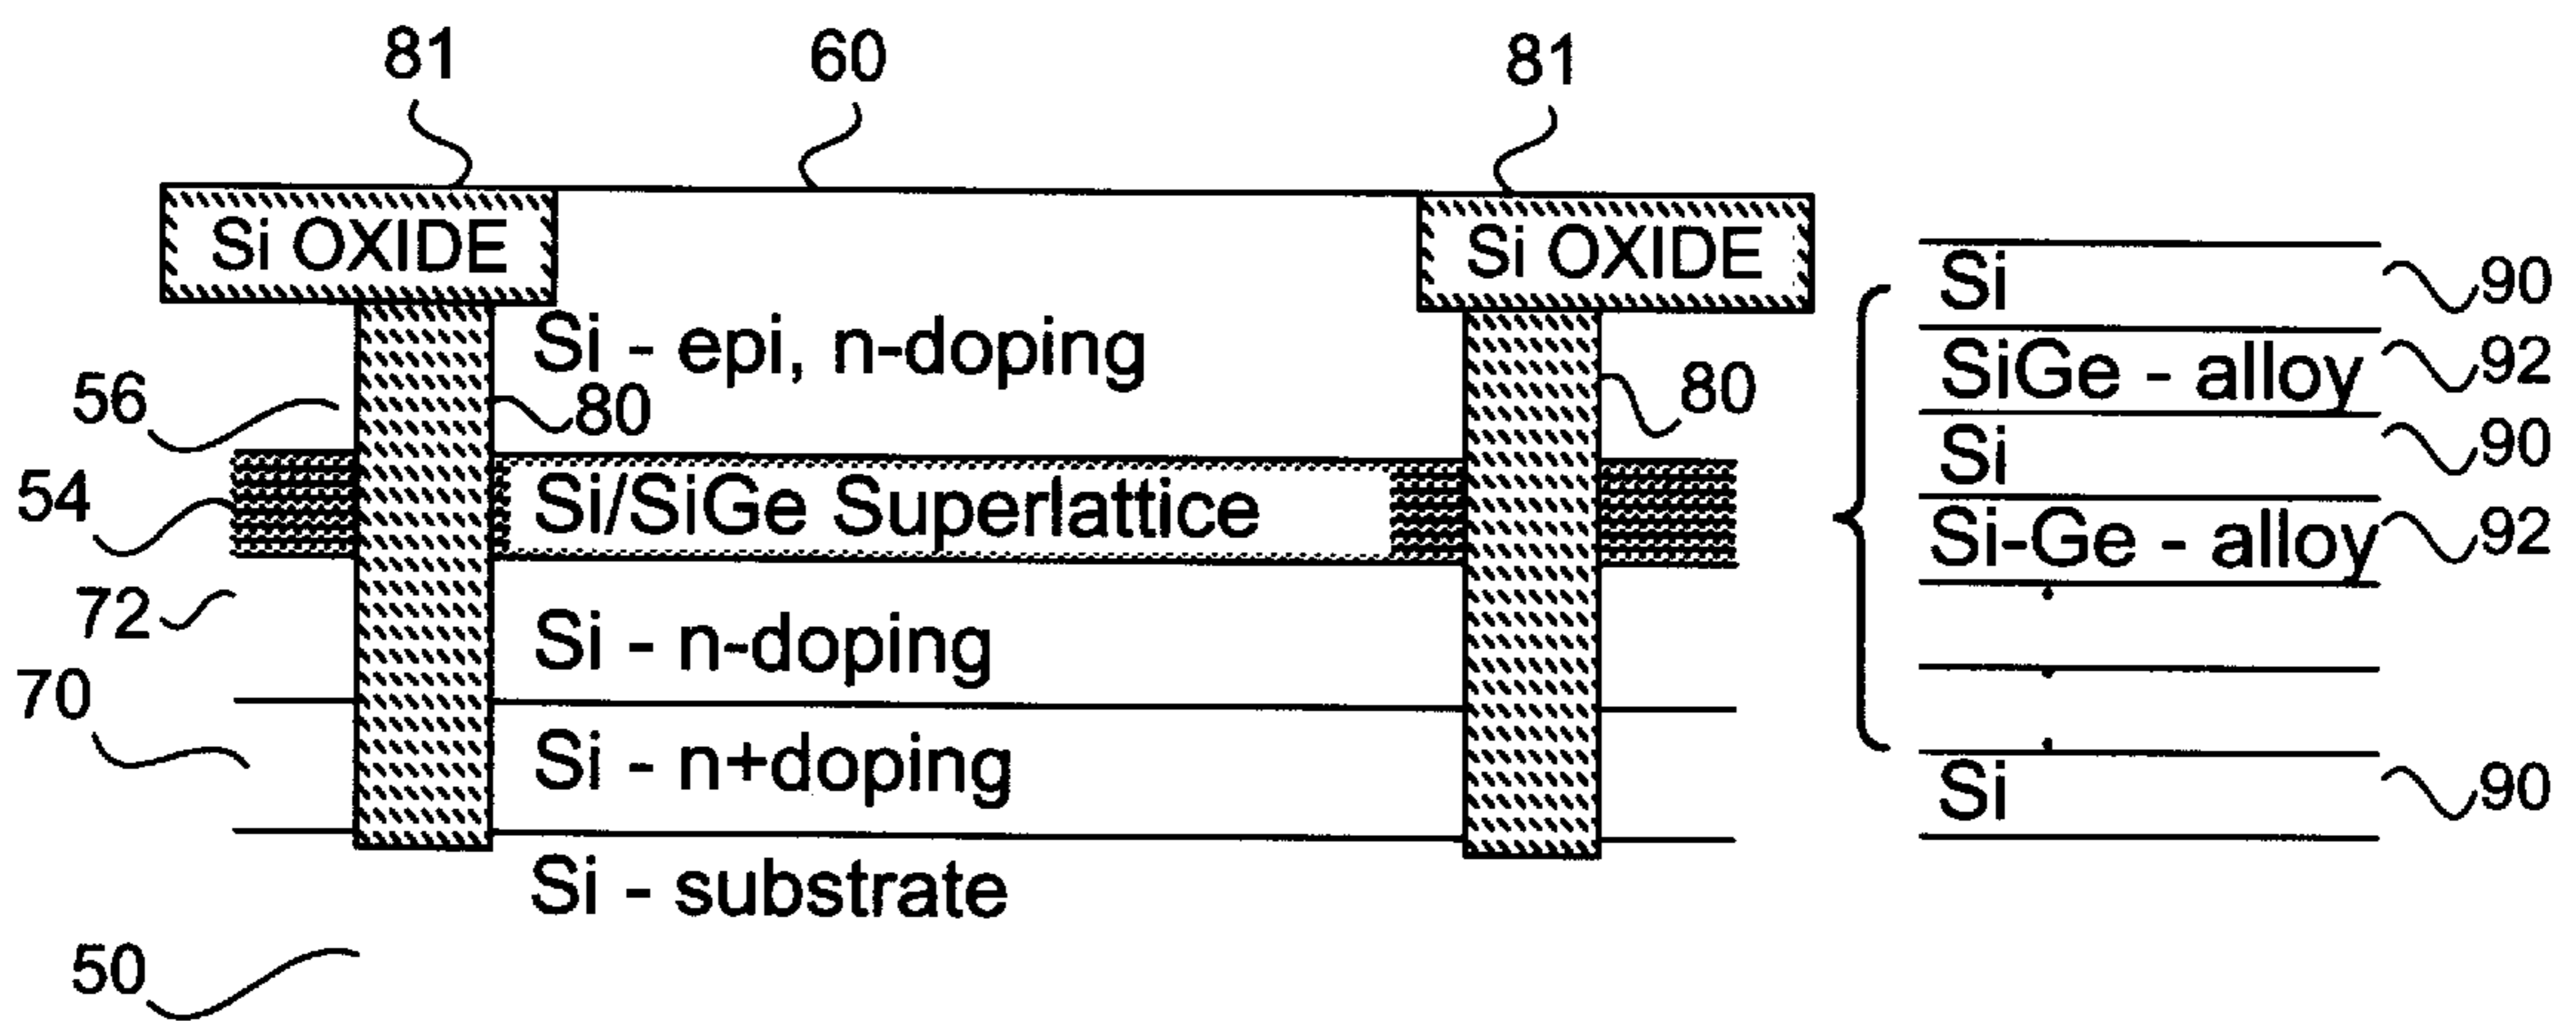 81
60
81
Si OXIDE
Si OXIDE
Si
90
Si - epi, n-doping
SiGe - alloy
92
56
80
80
Si
90
54
Si/SiGe Superlattice
Si-Ge - alloy
92
72
Si - n-doping
70
Si - n+doping
Si
90
Si - substrate
50